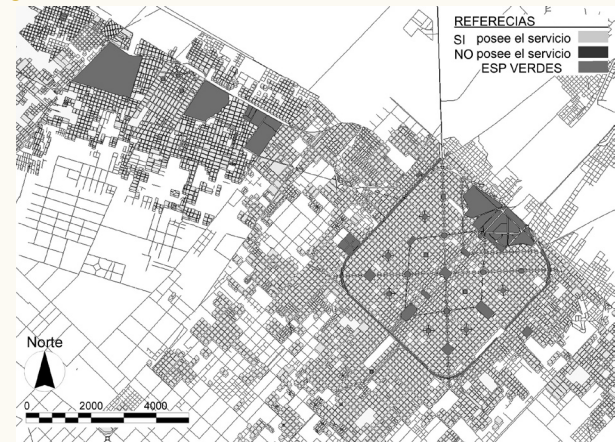 REFERECIAS
SI posee el servicio
NO posee el servicio
ESP VERDES
Norte
0 2000 4000